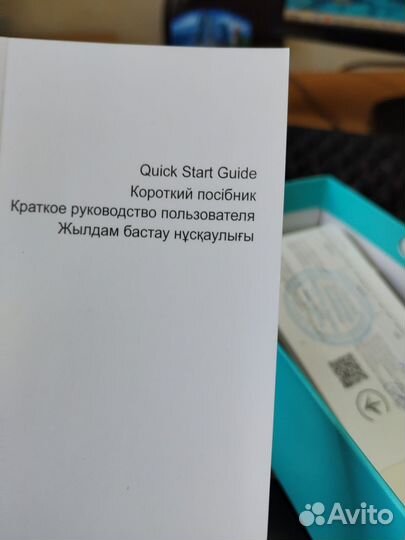 Quick Start Guide
Короткий посібник
Краткое руководство пользователя
Жылдам бастау нұсқаулығы
Avito